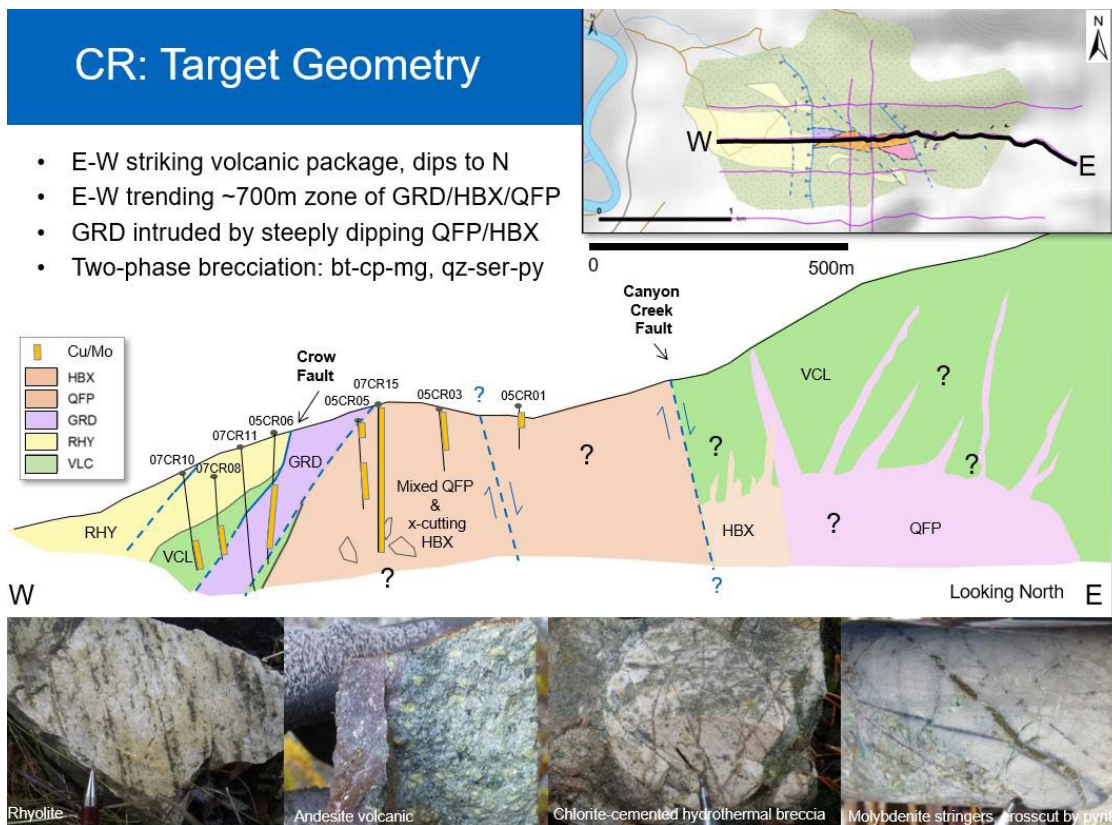 CR: Target Geometry
• E-W striking volcanic package, dips to N
• E-W trending ~700m zone of GRD/HBX/QFP
• GRD intruded by steeply dipping QFP/HBX
• Two-phase brecciation: bt-cp-mg, qz-ser-py
N
N
W
E
0
1
km
0
500m
Cu/Mo
HBX
QFP
GRD
RHY
VLC
Crow
Fault
Canyon
Creek
Fault
07CR10
07CR08
07CR11
05CR06
05CR05
07CR15
05CR03
05CR01
?
RHY
VCL
GRD
Mixed QFP
&
x-cutting
HBX
?
?
?
HBX
?
VCL
?
?
?
QFP
?
W
Looking North
E
Rhyolite
Andesite volcanic
Chlorite-cemented hydrothermal breccia
Molybdenite stringers, crosscut by pyri